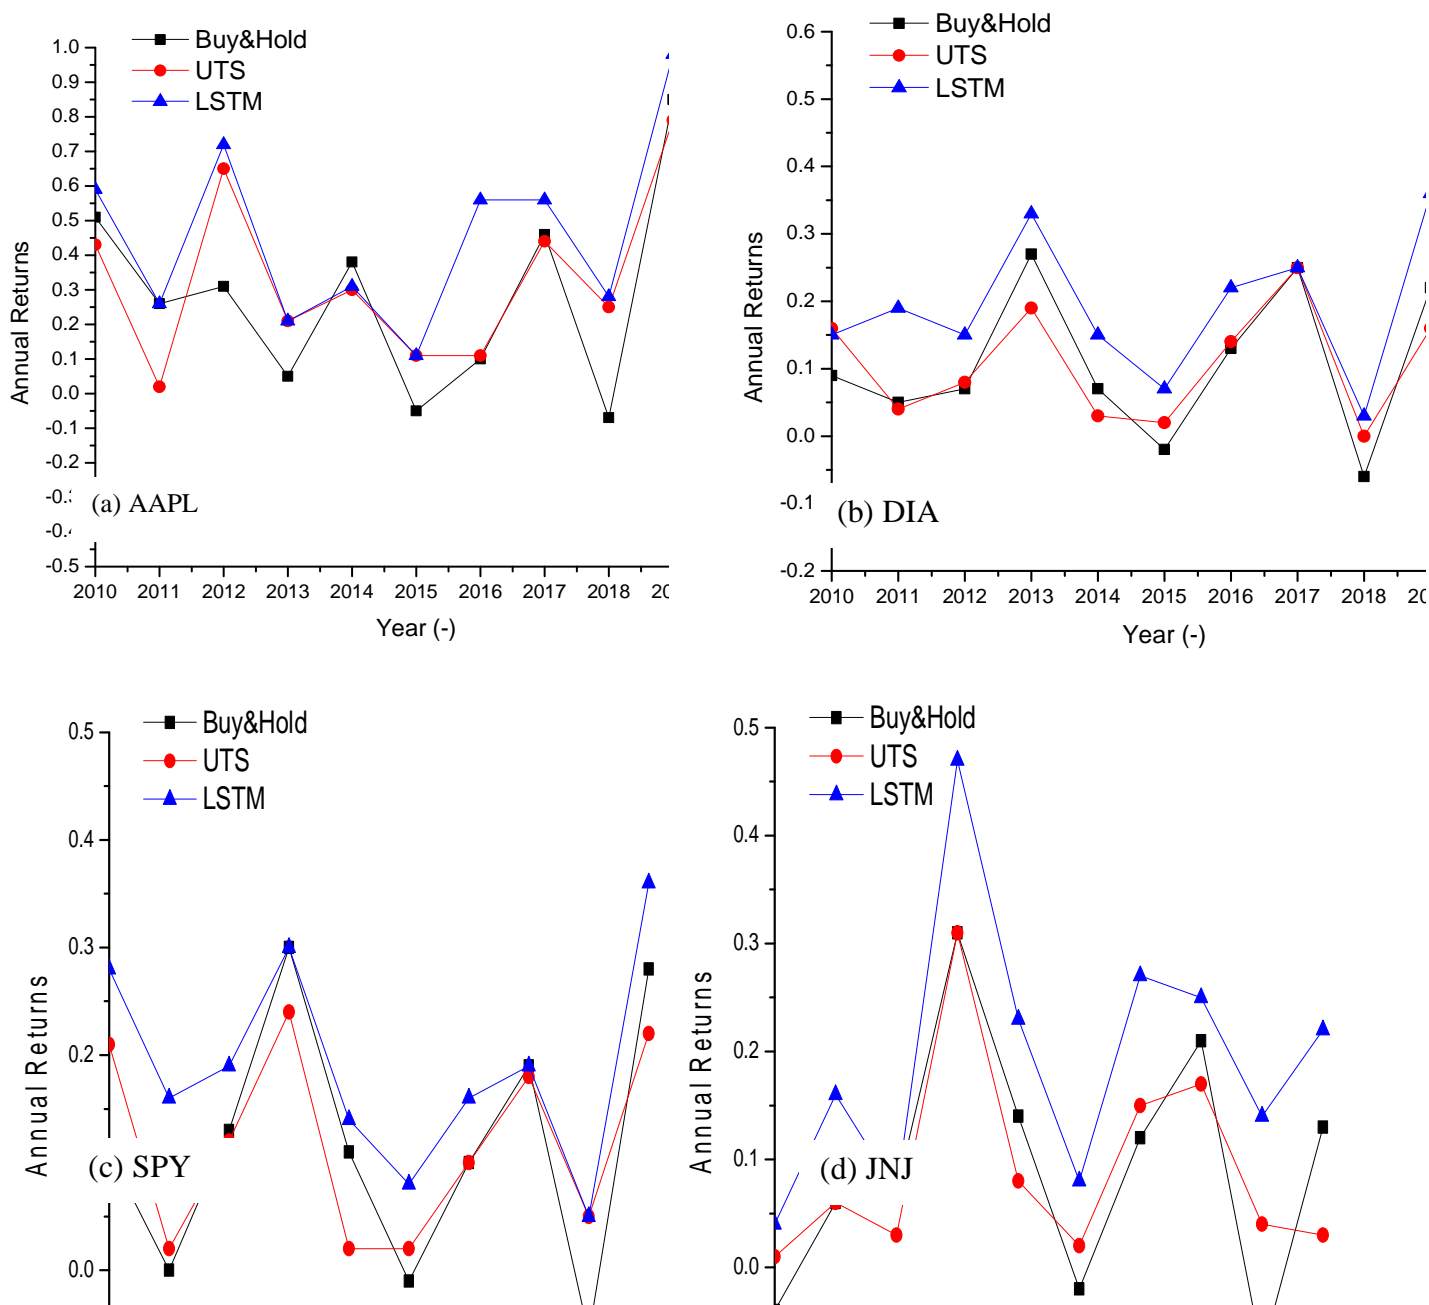 Buy&Hold
UTS
LSTM
1.0
0.9
0.8
0.7
0.6
0.5
0.4
0.3
0.2
0.1
0.0
-0.1
-0.2
-0.5
Annual Returns
(a) AAPL
2010 2011 2012 2013 2014 2015 2016 2017 2018
Year (-)
Buy&Hold
UTS
LSTM
0.6
0.5
0.4
0.3
0.2
0.1
0.0
-0.1
-0.2
Annual Returns
(b) DIA
2010 2011 2012 2013 2014 2015 2016 2017 2018
Year (-)
Buy&Hold
UTS
LSTM
0.5
0.4
0.3
0.2
0.0
Annual Returns
(c) SPY
Buy&Hold
UTS
LSTM
0.5
0.4
0.3
0.2
0.1
0.0
Annual Returns
(d) JNJ